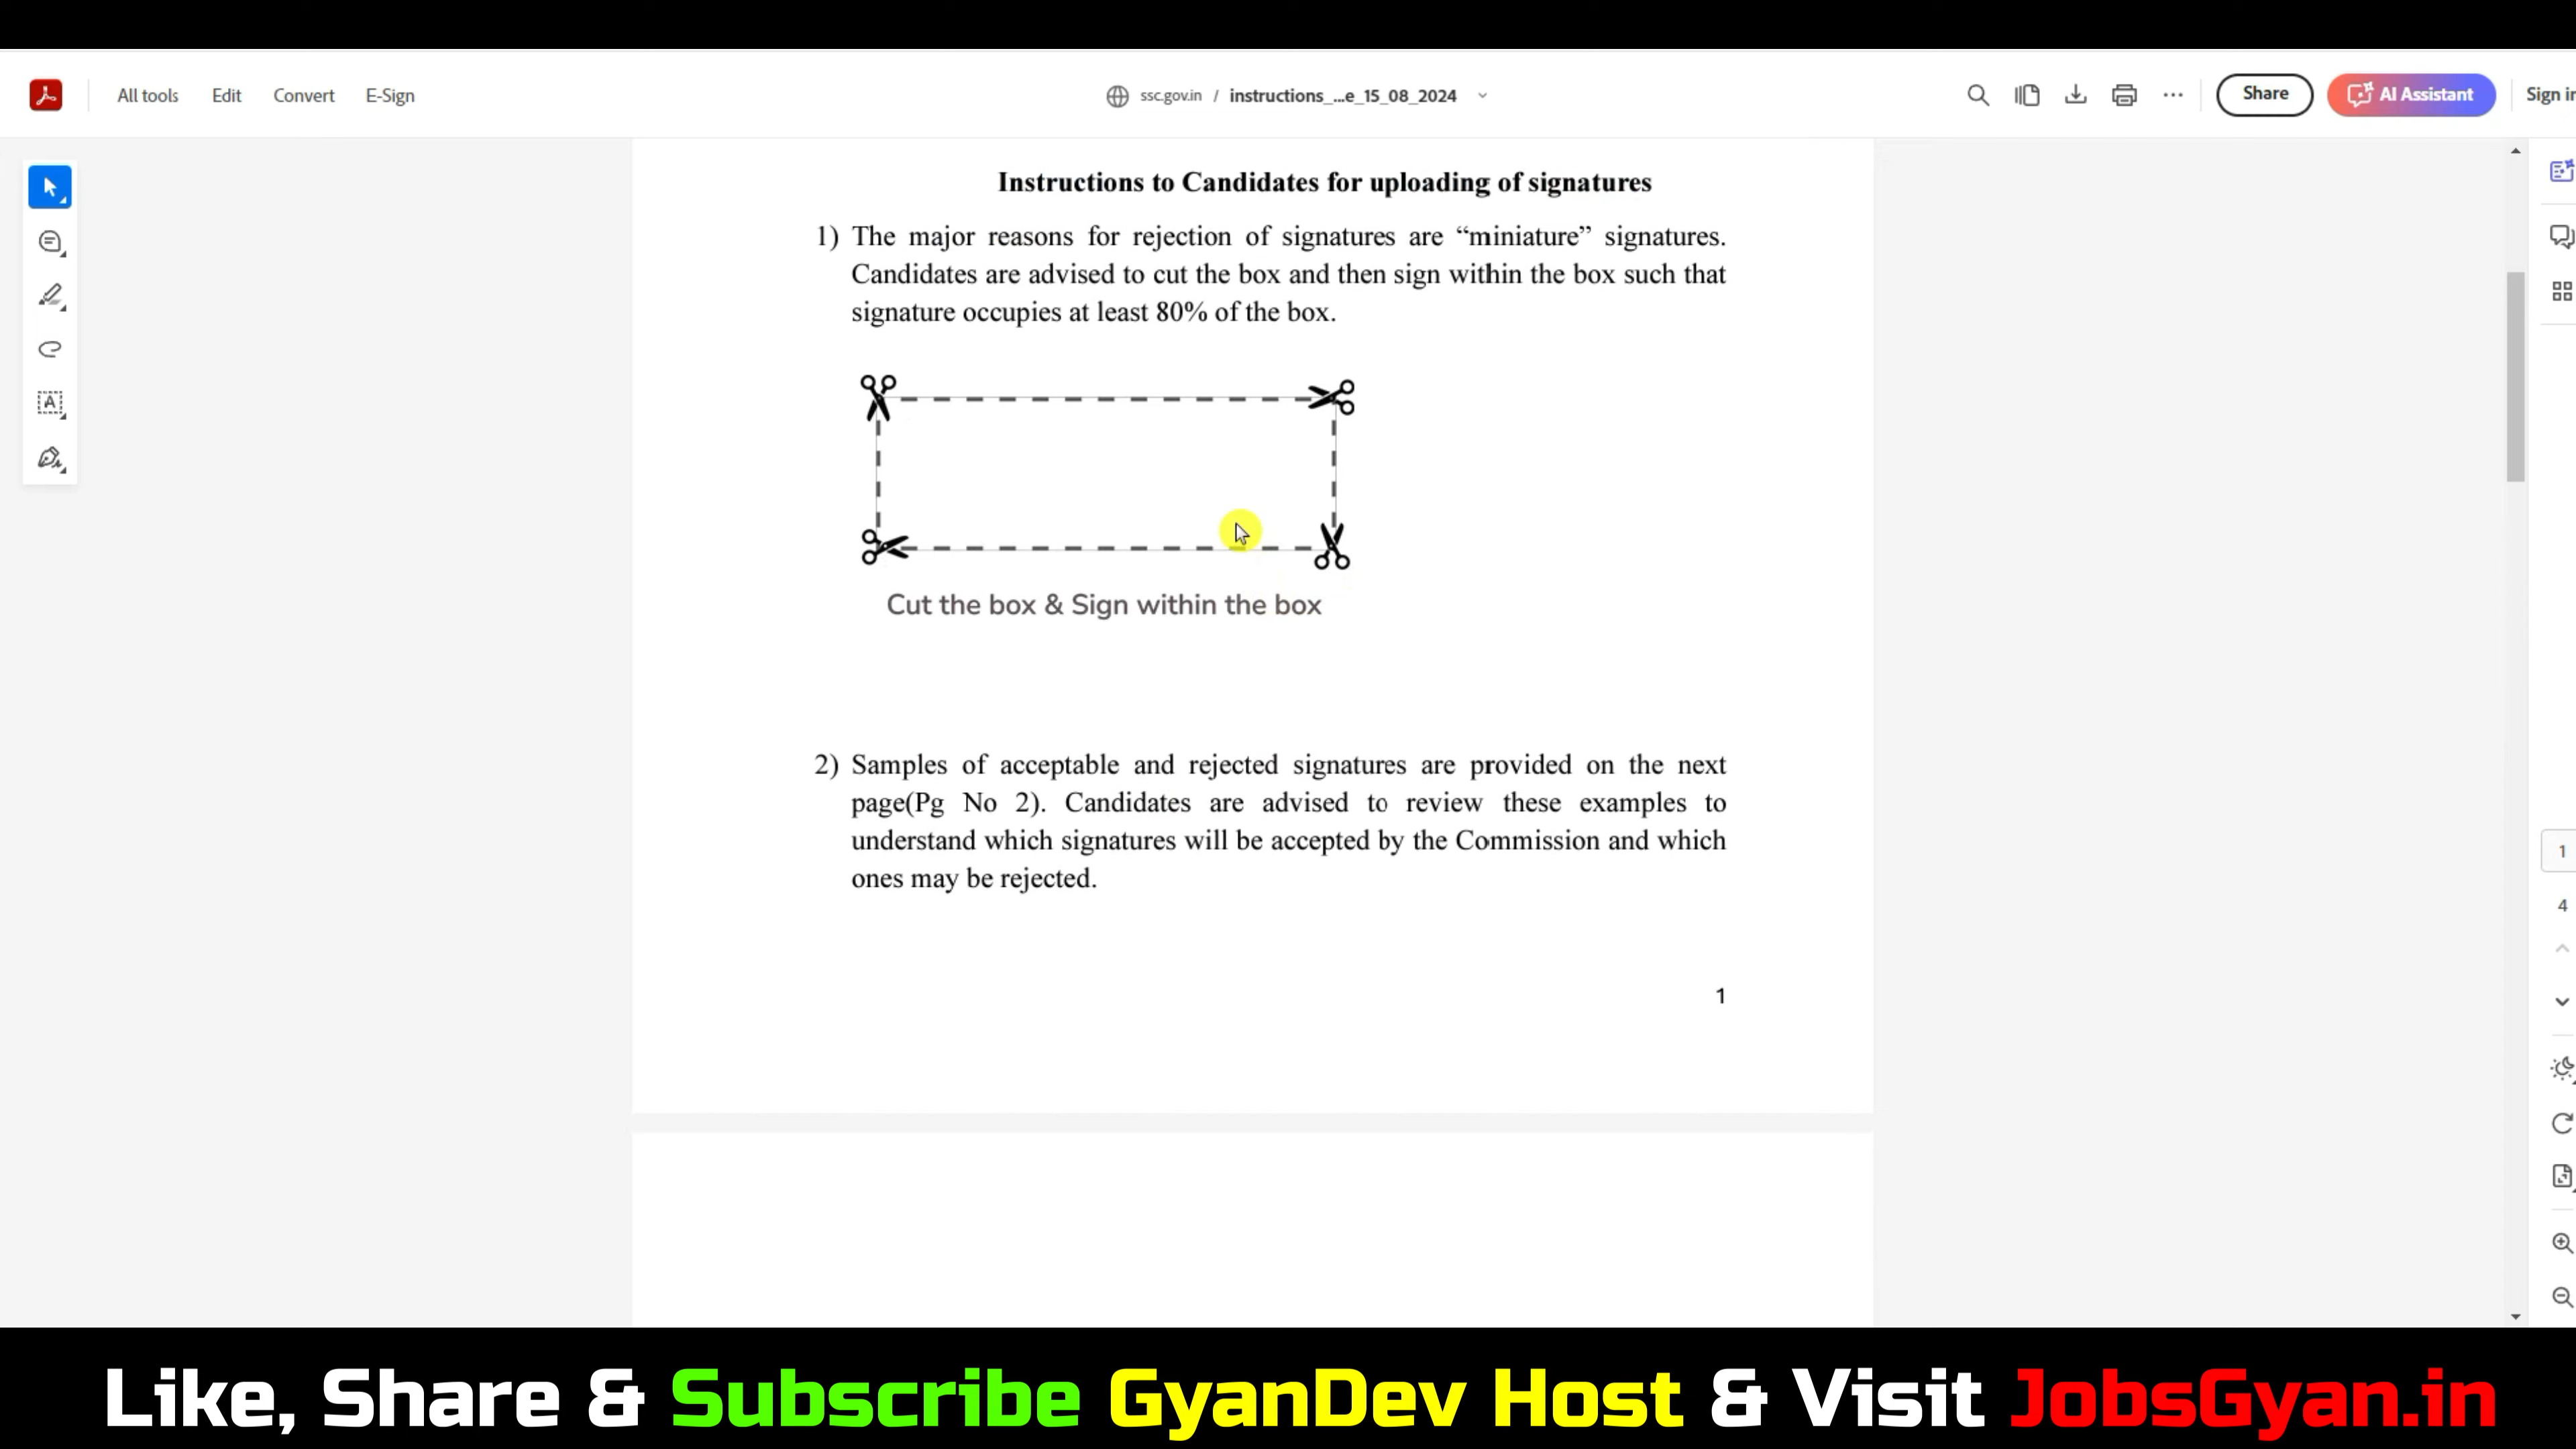 All tools Edit Convert E-Sign ssc.gov.in / instructions_...e_15_08_2024 Share AI Assistant Sign in
Instructions to Candidates for uploading of signatures
1) The major reasons for rejection of signatures are “miniature” signatures.
Candidates are advised to cut the box and then sign within the box such that
signature occupies at least 80% of the box.
Cut the box & Sign within the box
2) Samples of acceptable and rejected signatures are provided on the next
page(Pg No 2). Candidates are advised to review these examples to
understand which signatures will be accepted by the Commission and which
ones may be rejected.
1
1
4
Like, Share & Subscribe GyanDev Host & Visit JobsGyan.in